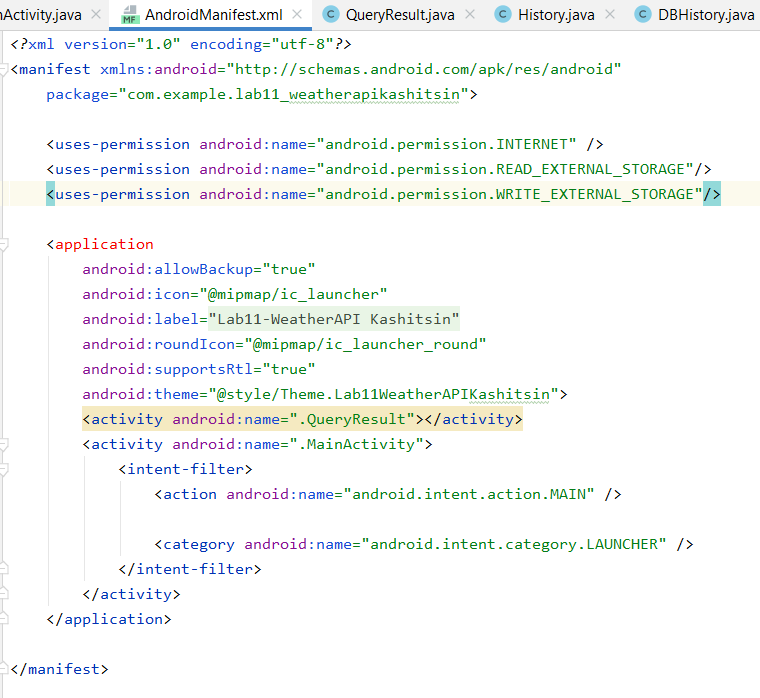 nActivity.java AndroidManifest.xml QueryResult.java History.java DBHistory.java
MF C C C
<?xml version="1.0" encoding="utf-8"?>
<manifest xmlns:android="http://schemas.android.com/apk/res/android"
    package="com.example.lab11_weatherapikashitsin">

    <uses-permission android:name="android.permission.INTERNET" />
    <uses-permission android:name="android.permission.READ_EXTERNAL_STORAGE"/>
    <uses-permission android:name="android.permission.WRITE_EXTERNAL_STORAGE"/>

    <application
        android:allowBackup="true"
        android:icon="@mipmap/ic_launcher"
        android:label="Lab11-WeatherAPI Kashitsin"
        android:roundIcon="@mipmap/ic_launcher_round"
        android:supportsRtl="true"
        android:theme="@style/Theme.Lab11WeatherAPIKashitsin">
        <activity android:name=".QueryResult"></activity>
        <activity android:name=".MainActivity">
            <intent-filter>
                <action android:name="android.intent.action.MAIN" />

                <category android:name="android.intent.category.LAUNCHER" />
            </intent-filter>
        </activity>
    </application>

</manifest>